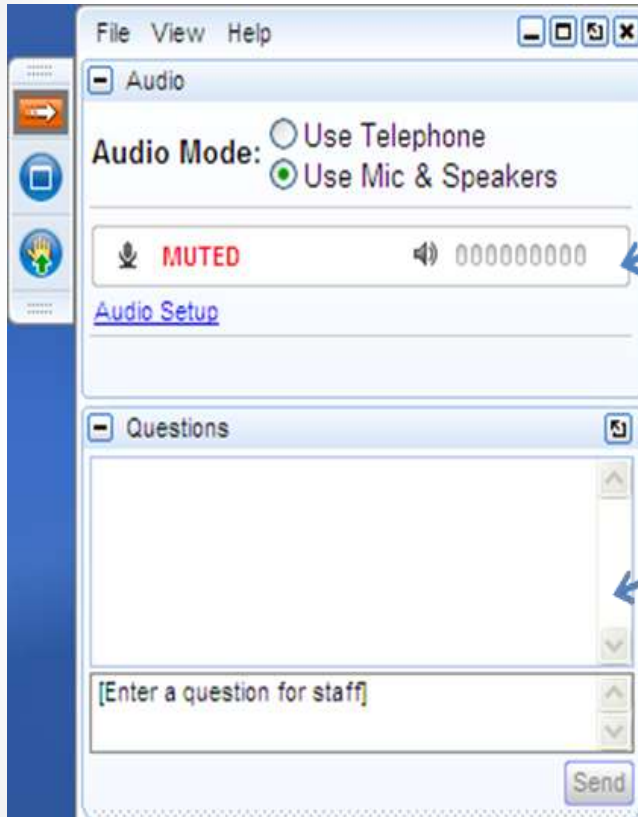 File View Help
Audio
Audio Mode: Use Telephone
Use Mic & Speakers
MUTED 000000000
Audio Setup
Questions
[Enter a question for staff]
Send